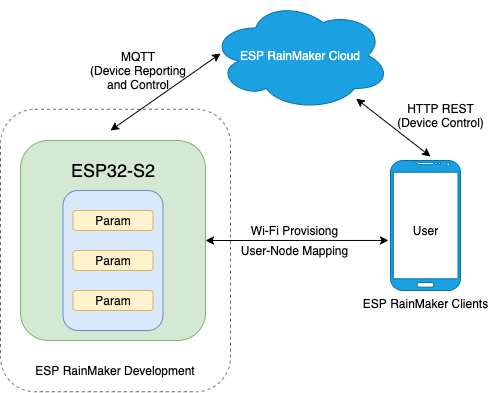 MQTT
(Device Reporting
and Control
ESP RainMaker Cloud
HTTP REST
(Device Control)
ESP32-S2
Param
Param
Param
Wi-Fi Provisiong
User-Node Mapping
User
ESP RainMaker Clients
ESP RainMaker Development